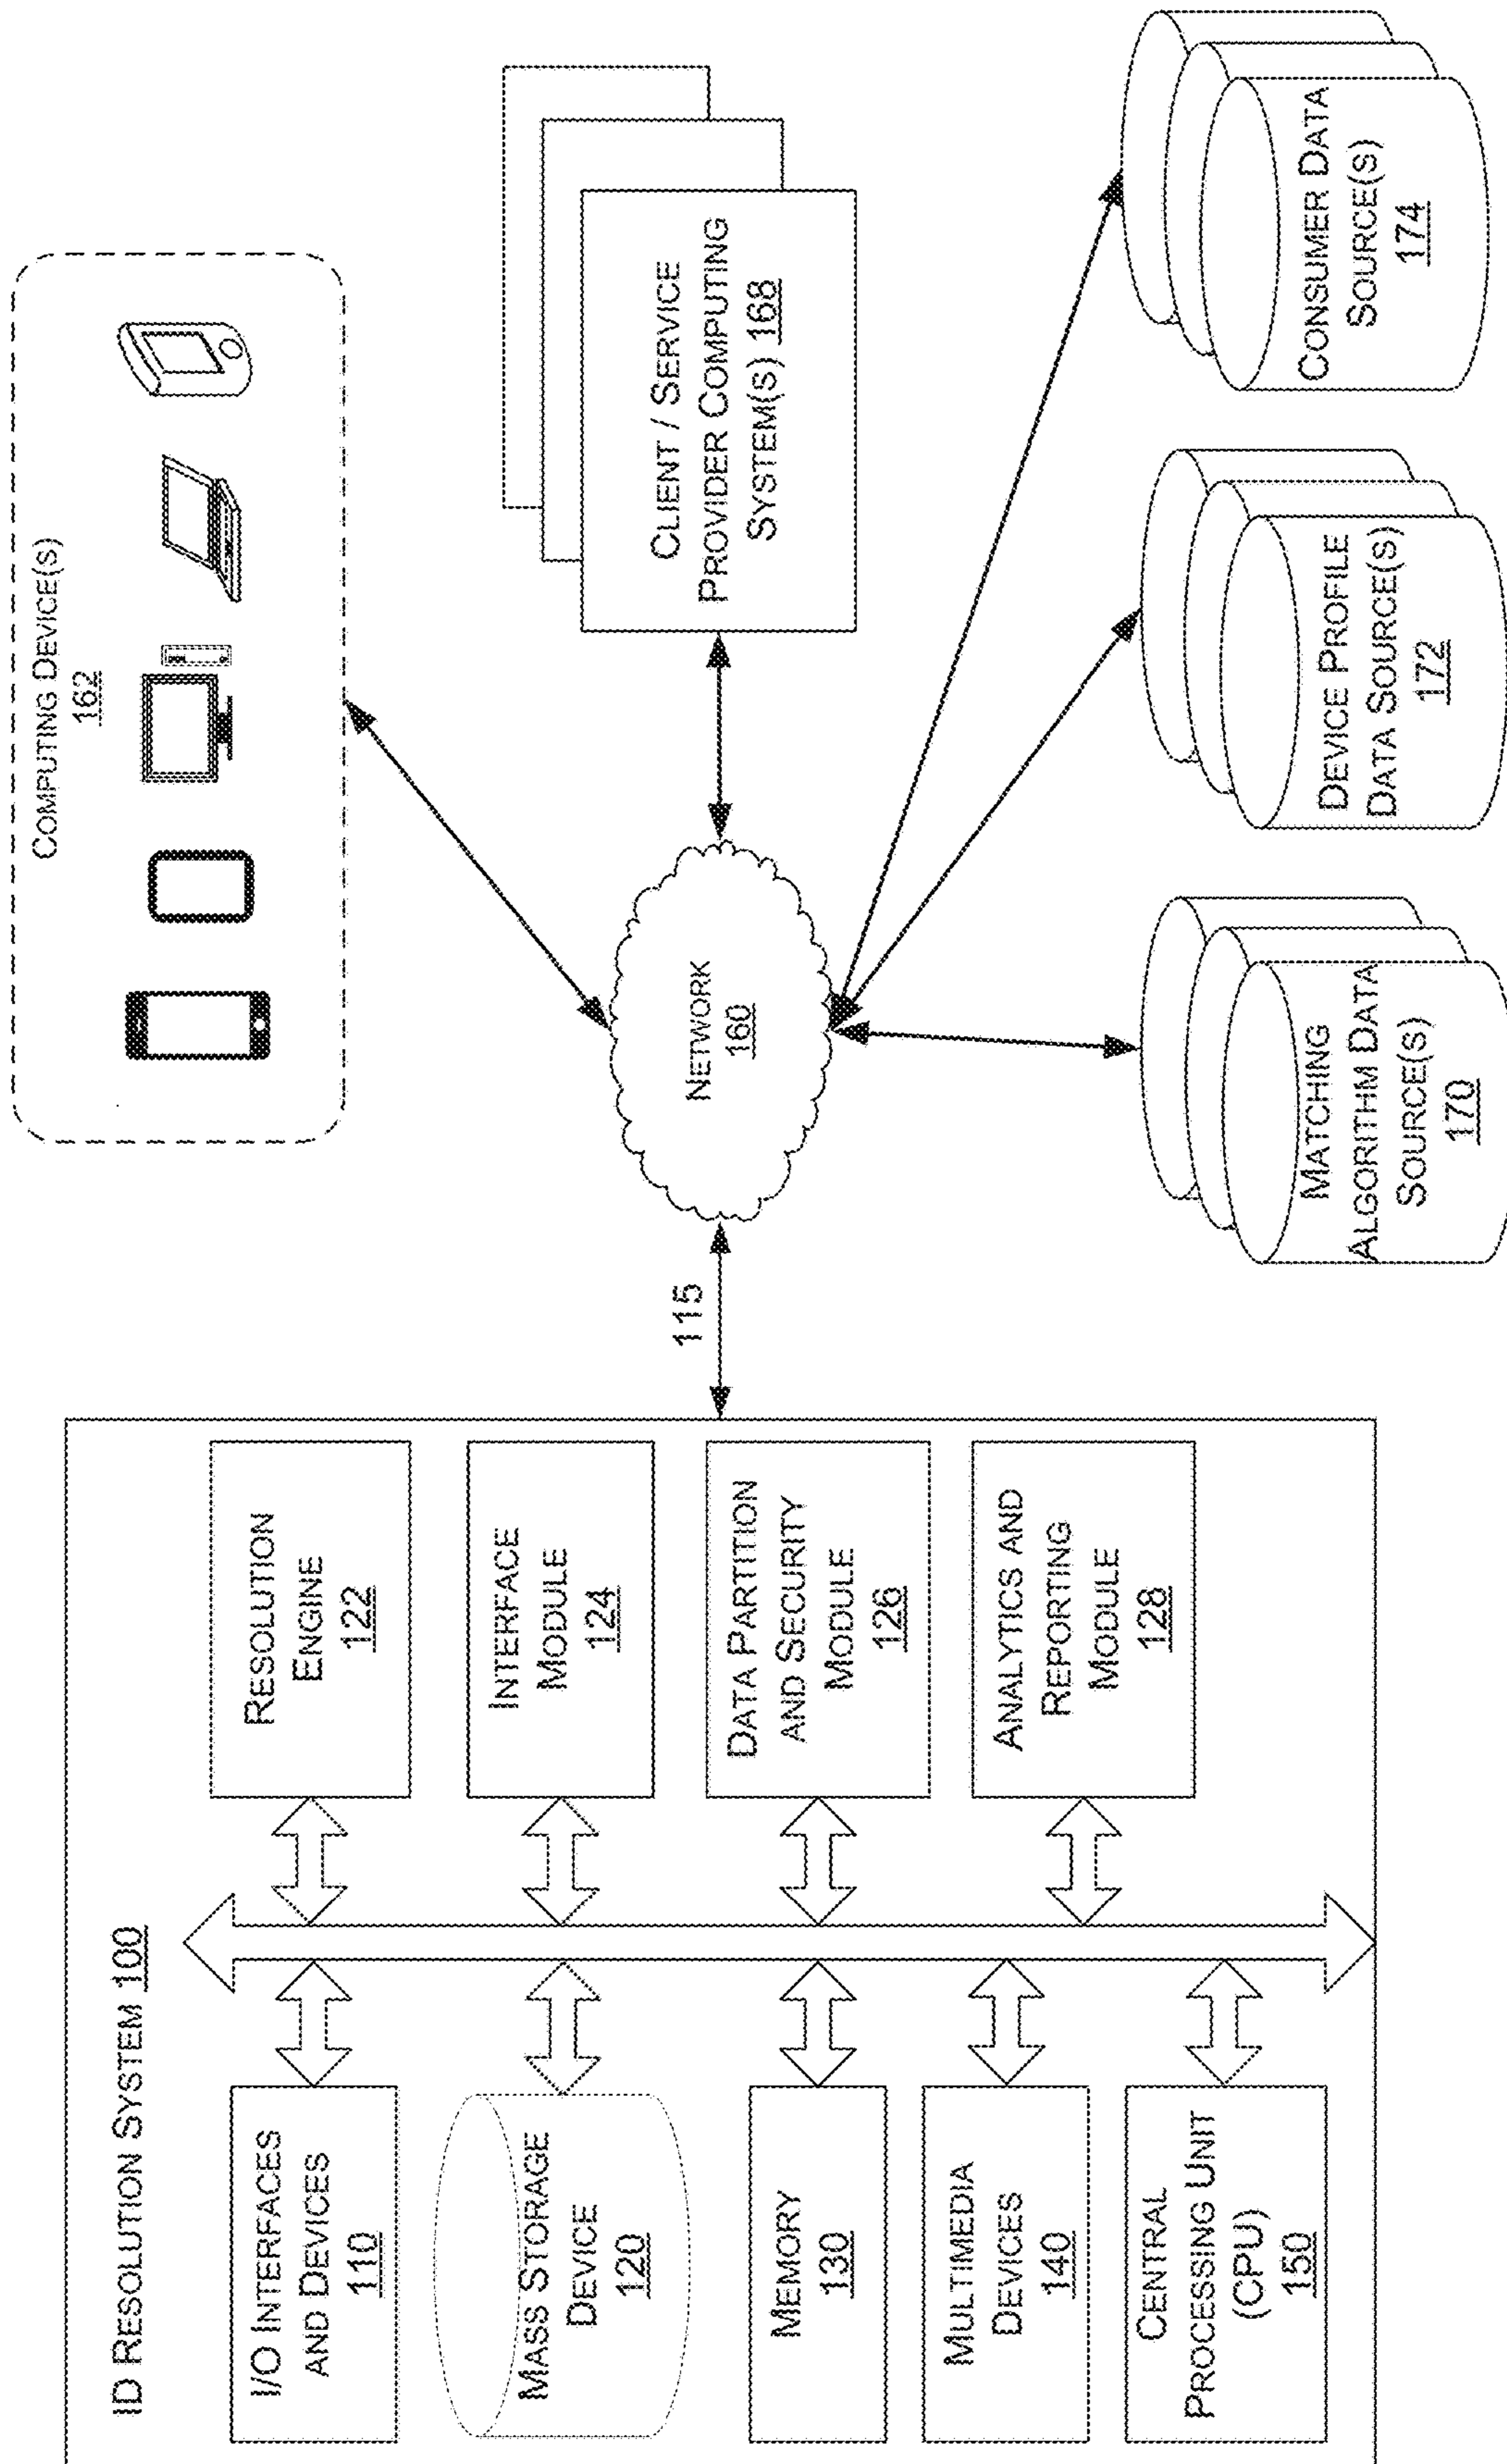 ID RESOLUTION SYSTEM 100
I/O INTERFACES
AND DEVICES
110
MASS STORAGE
DEVICE
120
MEMORY
130
MULTIMEDIA
DEVICES
140
CENTRAL
PROCESSING UNIT
(CPU)
150
RESOLUTION
ENGINE
122
INTERFACE
MODULE
124
DATA PARTITION
AND SECURITY
MODULE
126
ANALYTICS AND
REPORTING
MODULE
128
115
NETWORK
160
COMPUTING DEVICE(S)
162
CLIENT / SERVICE
PROVIDER COMPUTING
SYSTEM(S) 168
MATCHING
ALGORITHM DATA
SOURCE(S)
170
DEVICE PROFILE
DATA SOURCE(S)
172
CONSUMER DATA
SOURCE(S)
174